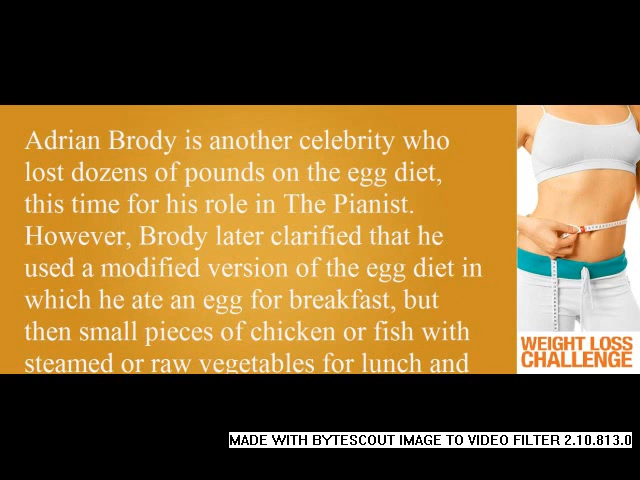 Adrian Brody is another celebrity who
lost dozens of pounds on the egg diet,
this time for his role in The Pianist.
However, Brody later clarified that he
used a modified version of the egg diet in
which he ate an egg for breakfast, but
then small pieces of chicken or fish with
steamed or raw vegetables for lunch and
WEIGHT LOSS
CHALLENGE
MADE WITH BYTESCOUT IMAGE TO VIDEO FILTER 2.10.813.0